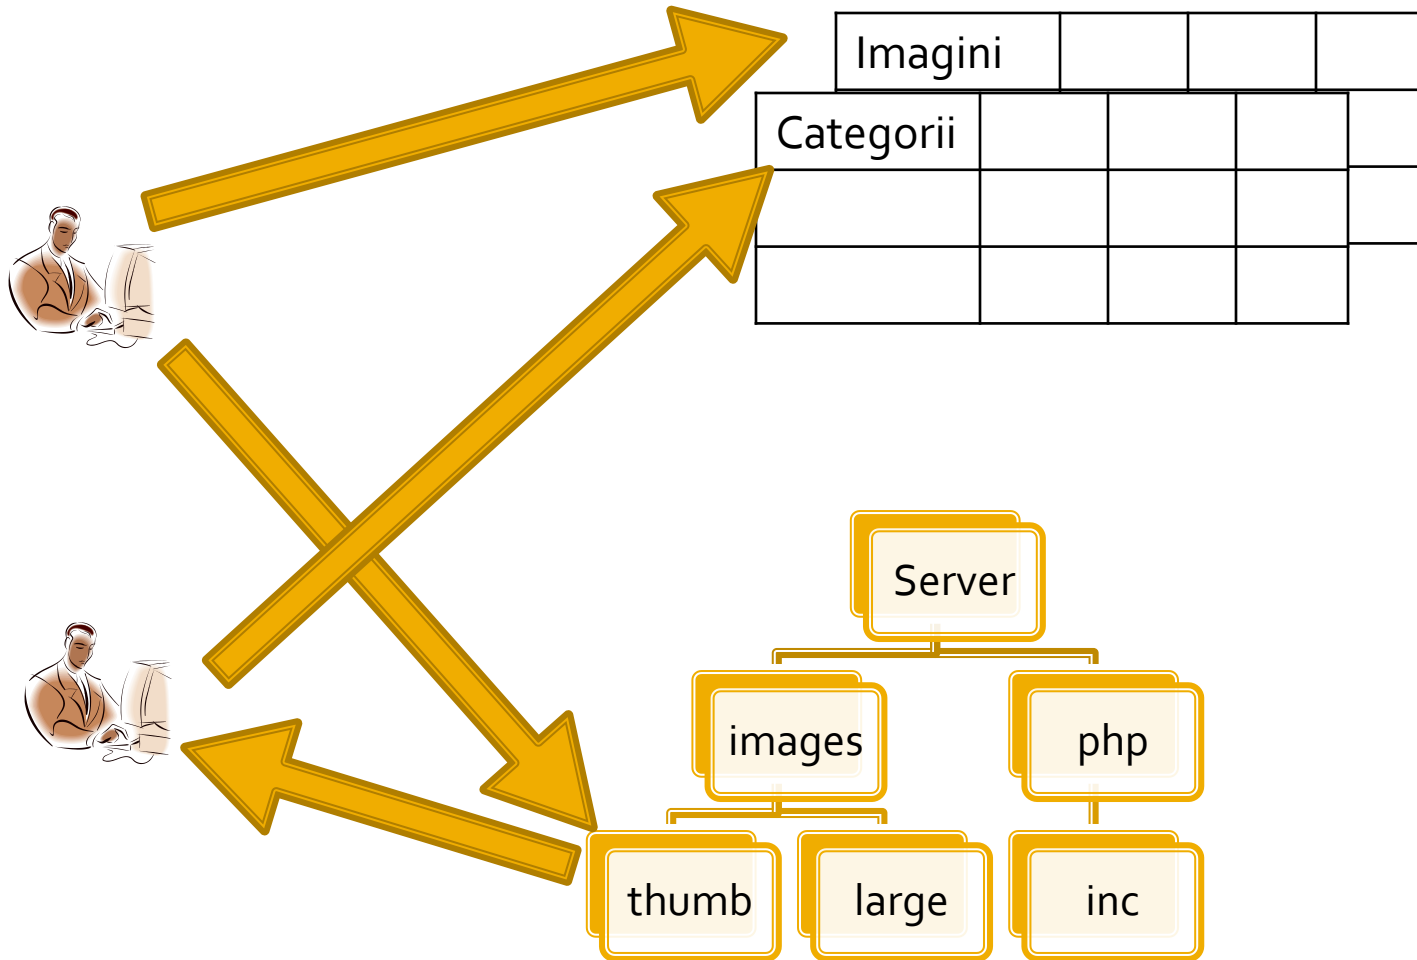 Imagini
Categorii
Server
images
php
thumb
large
inc